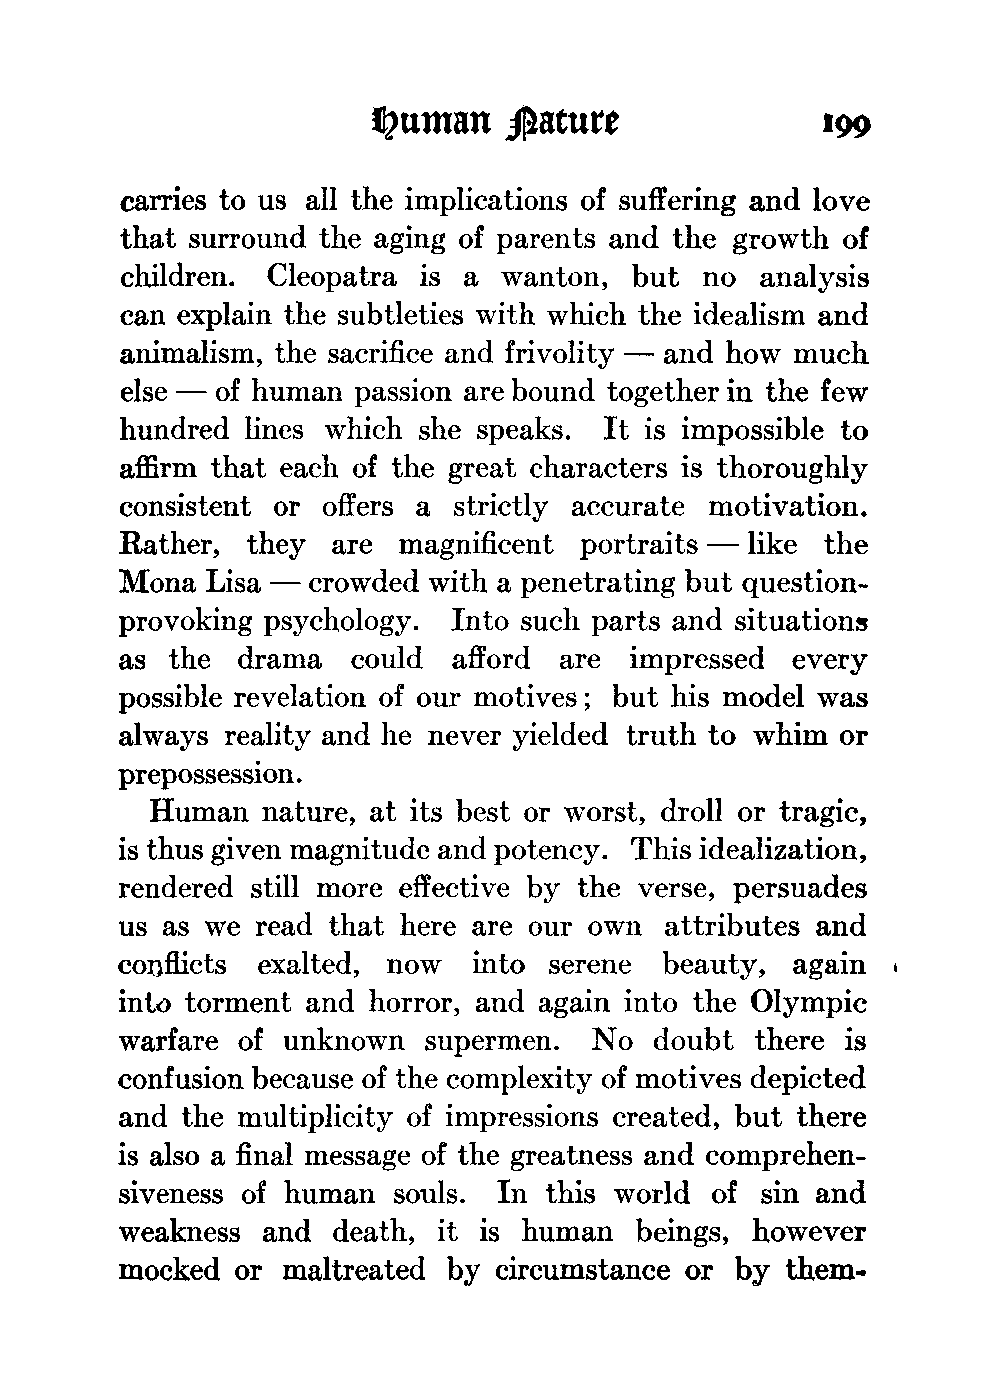 Human Nature 199
carries to us all the implications of suffering and love
that surround the aging of parents and the growth of
children. Cleopatra is a wanton, but no analysis
can explain the subtleties with which the idealism and
animalism, the sacrifice and frivolity — and how much
else — of human passion are bound together in the few
hundred lines which she speaks. It is impossible to
affirm that each of the great characters is thoroughly
consistent or offers a strictly accurate motivation.
Rather, they are magnificent portraits — like the
Mona Lisa — crowded with a penetrating but question-
provoking psychology. Into such parts and situations
as the drama could afford are impressed every
possible revelation of our motives; but his model was
always reality and he never yielded truth to whim or
prepossession.
Human nature, at its best or worst, droll or tragic,
is thus given magnitude and potency. This idealization,
rendered still more effective by the verse, persuades
us as we read that here are our own attributes and
conflicts exalted, now into serene beauty, again
into torment and horror, and again into the Olympic
warfare of unknown supermen. No doubt there is
confusion because of the complexity of motives depicted
and the multiplicity of impressions created, but there
is also a final message of the greatness and comprehen-
siveness of human souls. In this world of sin and
weakness and death, it is human beings, however
mocked or maltreated by circumstance or by them-